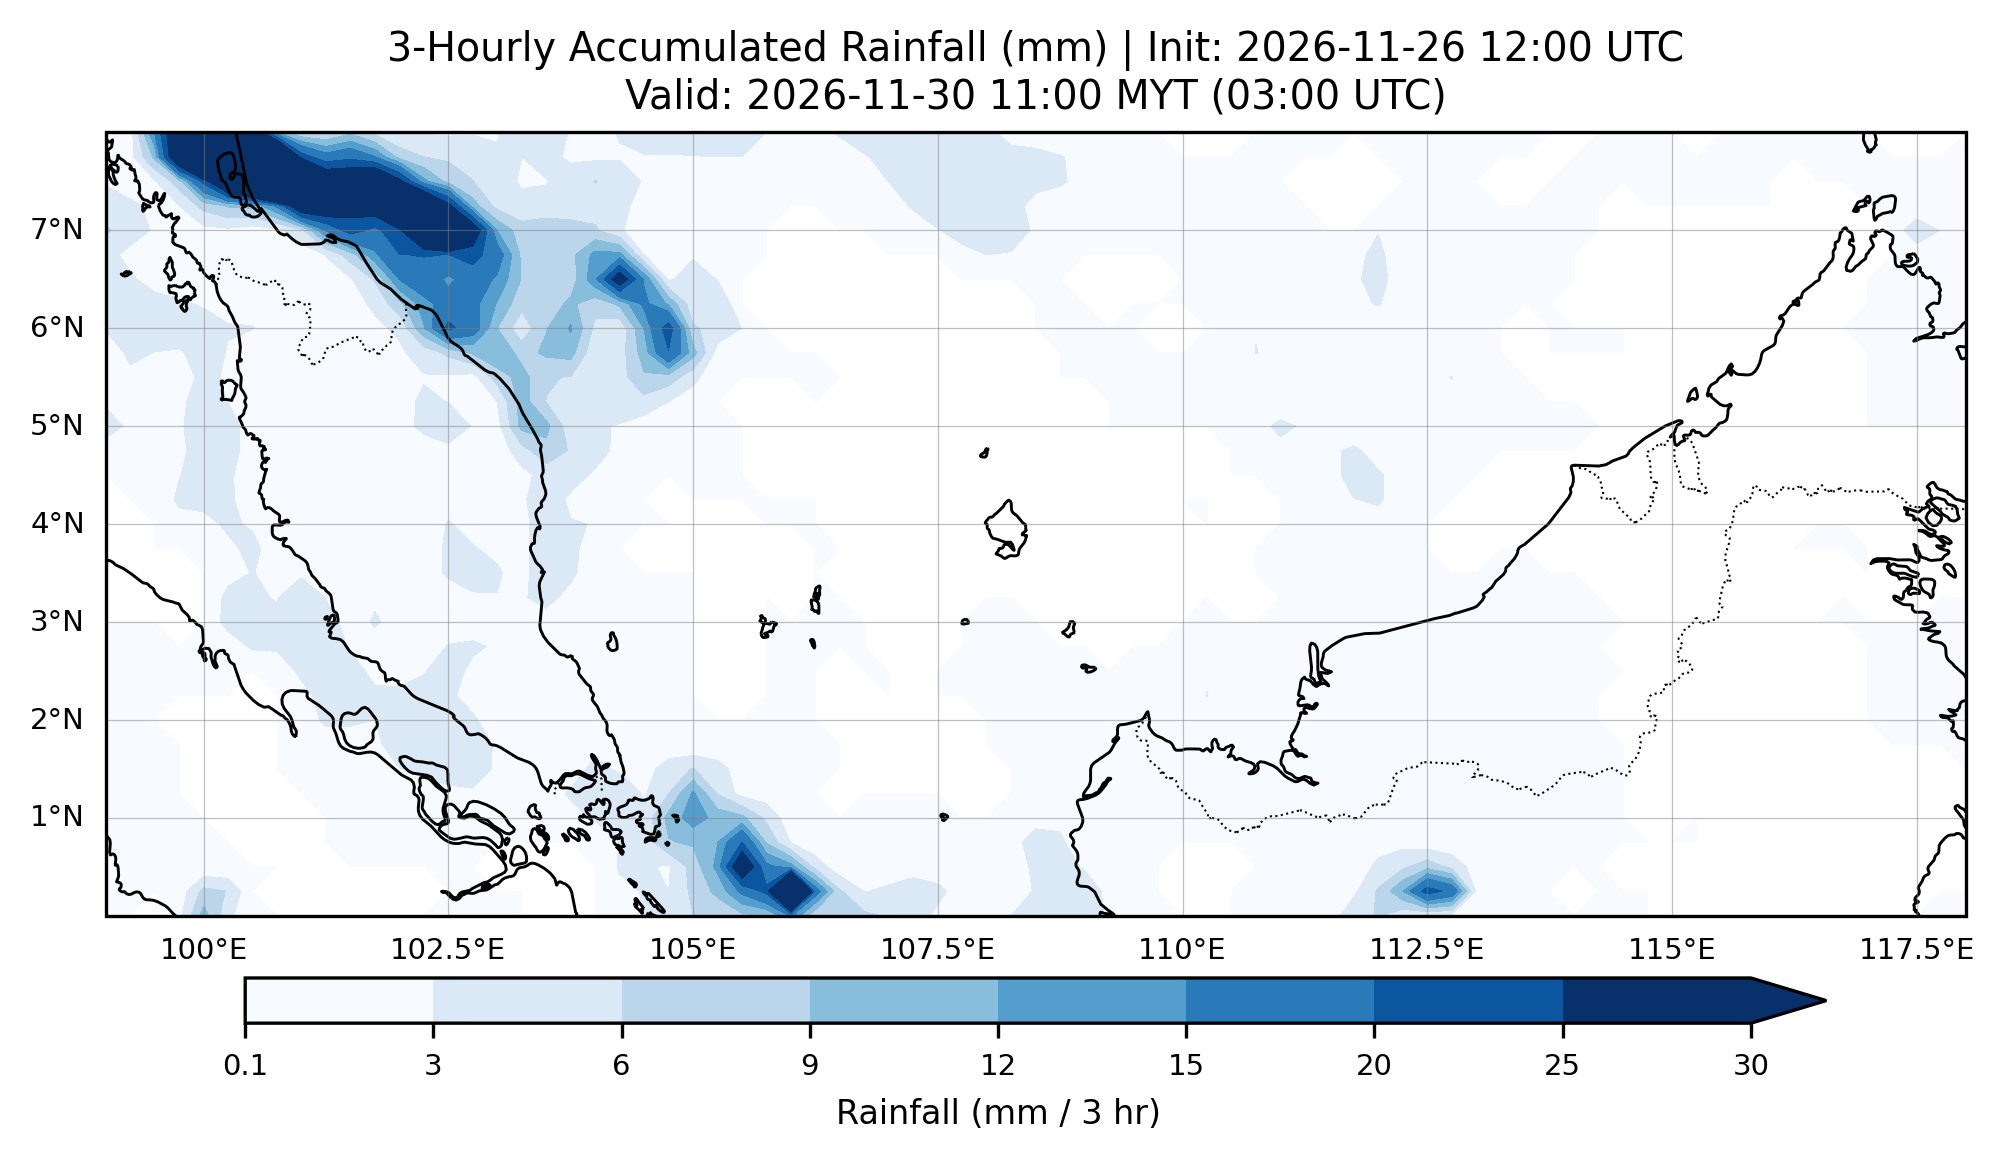 3-Hourly Accumulated Rainfall (mm) | Init: 2026-11-26 12:00 UTC
Valid: 2026-11-30 11:00 MYT (03:00 UTC)
7°N
6°N
5°N
4°N
3°N
2°N
1°N
100°E 102.5°E 105°E 107.5°E 110°E 112.5°E 115°E 117.5°E
0.1 3 6 9 12 15 20 25 30
Rainfall (mm / 3 hr)